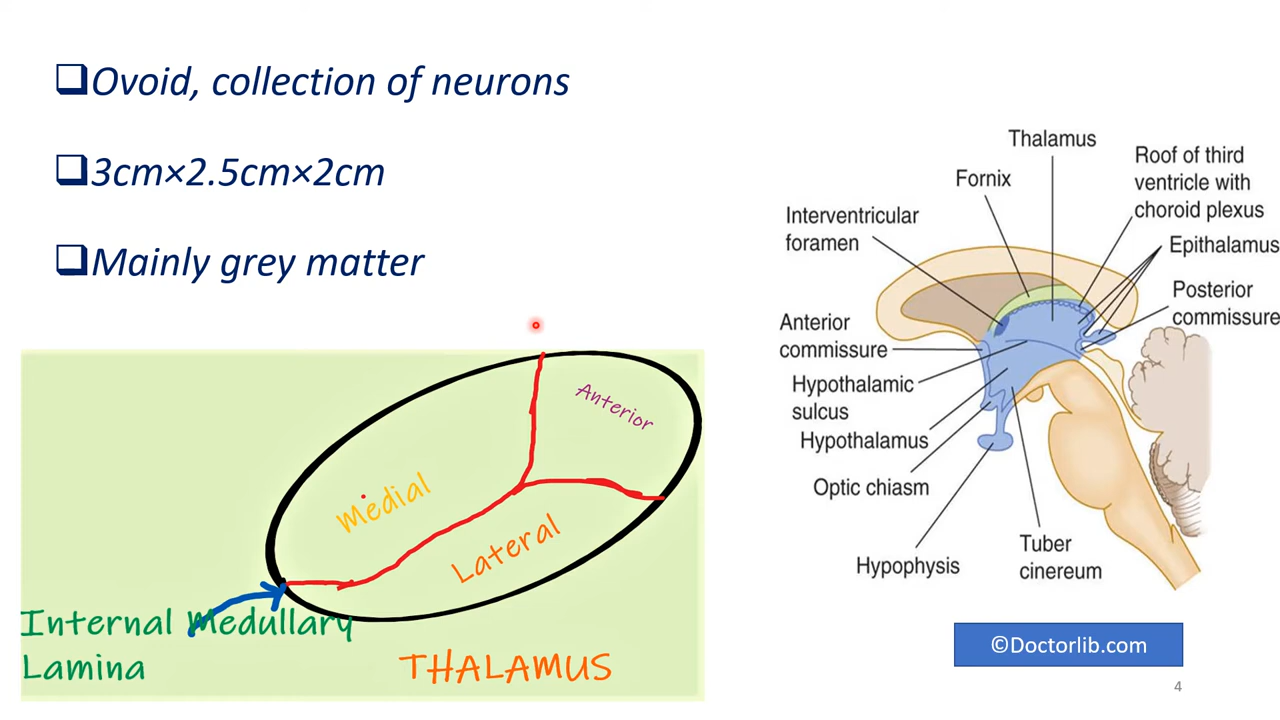 Ovoid, collection of neurons
3cm×2.5cm×2cm
Mainly grey matter
Anterior
Medial
Lateral
Internal Medullary
Lamina
THALAMUS
Thalamus
Fornix
Roof of third
ventricle with
choroid plexus
Interventricular
foramen
Epithalamus
Posterior
commissure
Anterior
commissure
Hypothalamic
sulcus
Hypothalamus
Optic chiasm
Hypophysis
Tuber
cinereum
©Doctorlib.com
4